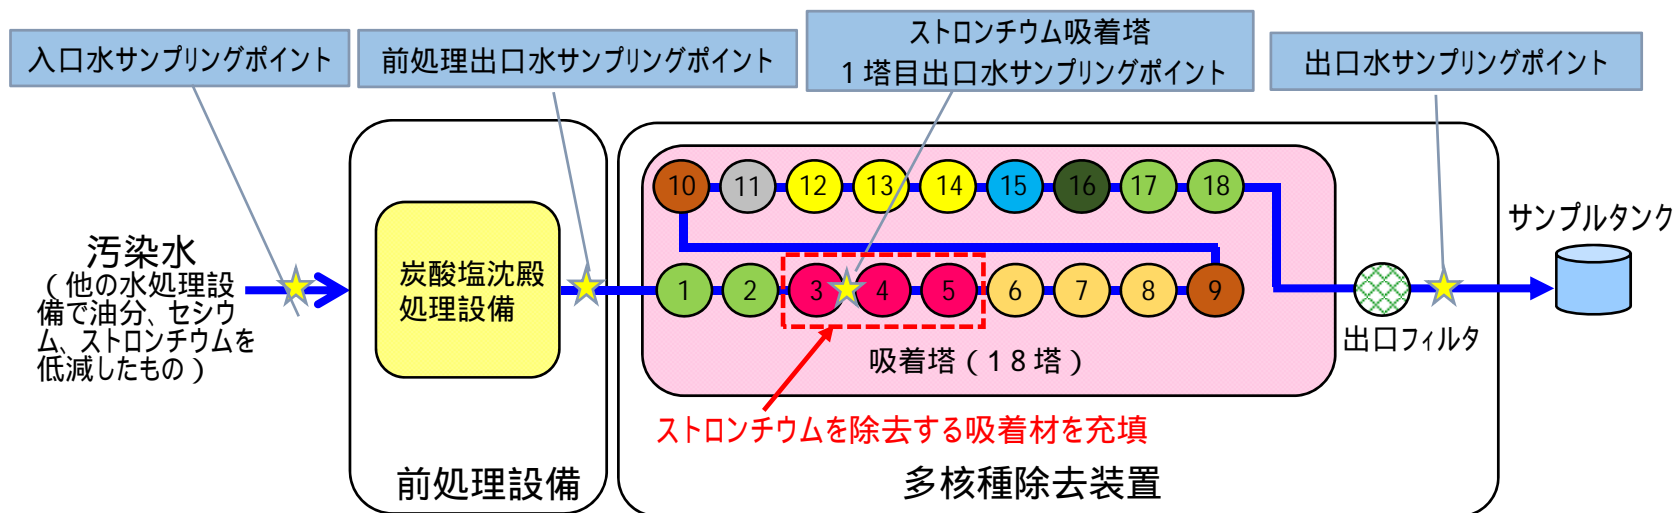 入口水サンプリングポイント
前処理出口水サンプリングポイント
ストロンチウム吸着塔
１塔目出口水サンプリングポイント
出口水サンプリングポイント
10
11
12
13
14
15
16
17
18
サンプルタンク
汚染水
（他の水処理設
備で油分、セシウ
ム、ストロンチウムを
低減したもの）
炭酸塩沈殿
処理設備
1
2
3
4
5
6
7
8
9
出口フィルタ
吸着塔（１８塔）
ストロンチウムを除去する吸着材を充填
前処理設備
多核種除去装置